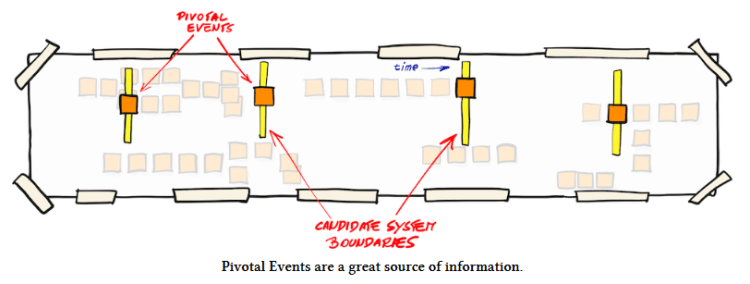 PIVOTAL
EVENTS
time
CANDIDATE SYSTEM
BOUNDARIES
Pivotal Events are a great source of information.